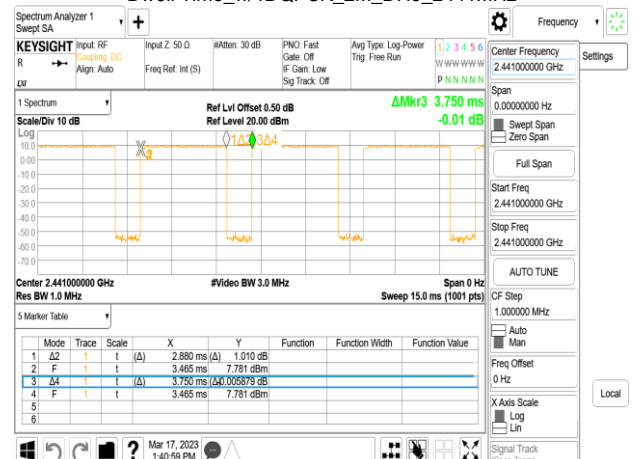 Spectrum Analyzer 1
Swept SA
Frequency
KEYSIGHT Input: RF Input Z: 50 Ω #Atten: 30 dB PNO: Fast Avg Type: Log-Power 1 2 3 4 5 6
R Coupling: DC Gate: Off Trig: Free Run W W W W W W
Align: Auto Freq Ref: Int (S) IF Gain: Low P N N N N N
Sig Track: Off
LXI
Center Frequency
2.441000000 GHz
Settings
1 Spectrum Ref Lvl Offset 0.50 dB ΔMkr3 3.750 ms
Scale/Div 10 dB Ref Level 20.00 dBm -0.01 dB
Span
0.00000000 Hz
Swept Span
Zero Span
Full Span
Start Freq
2.441000000 GHz
Stop Freq
2.441000000 GHz
AUTO TUNE
CF Step
1.000000 MHz
Auto
Man
Freq Offset
0 Hz
X Axis Scale
Log
Lin
Local
Signal Track
Log
1Δ2 3Δ4
10.0
0.00
-10.0
-20.0
-30.0
-40.0
-50.0
-60.0
-70.0
Center 2.441000000 GHz #Video BW 3.0 MHz Span 0 Hz
Res BW 1.0 MHz Sweep 15.0 ms (1001 pts)
5 Marker Table
Mode Trace Scale X Y Function Function Width Function Value
1 Δ2 1 t (Δ) 2.880 ms (Δ) 1.010 dB
2 F 1 t 3.465 ms 7.781 dBm
3 Δ4 1 t (Δ) 3.750 ms (Δ) -0.005879 dB
4 F 1 t 3.465 ms 7.781 dBm
5
6
Mar 17, 2023
1:40:59 PM